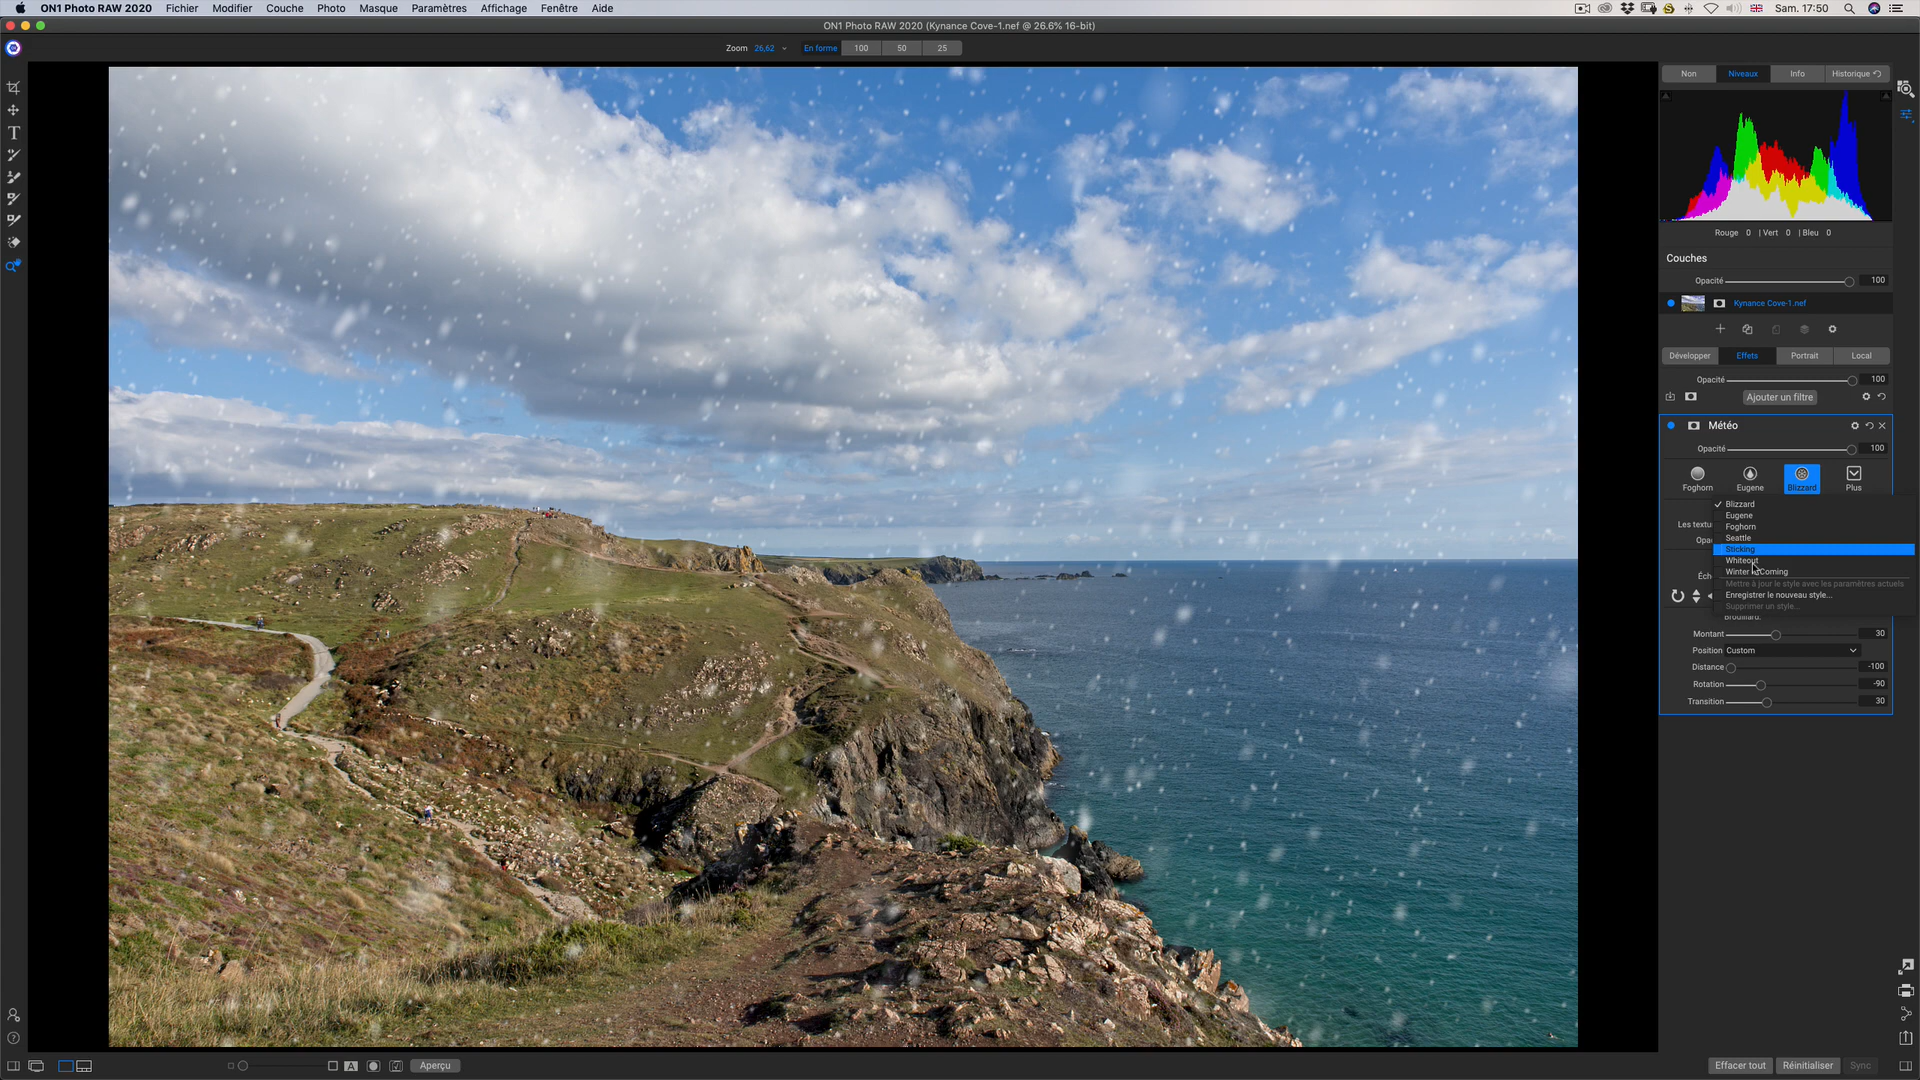 ON1 Photo RAW 2020 Fichier Modifier Couche Photo Masque Paramètres Affichage Fenêtre Aide Sam. 17:50
ON1 Photo RAW 2020 (Kynance Cove-1.nef @ 26.6% 16-bit)
Zoom 26,62 En forme 100 50 25
Non Niveaux Info Historique
Rouge 0 | Vert 0 | Bleu 0
Couches
Opacité 100
Kynance Cove-1.nef
Développer Effets Portrait Local
Opacité 100
Ajouter un filtre
Météo
Opacité 100
Foghorn Eugene Blizzard Plus
Blizzard
Eugene
Les textu
Foghorn
Seattle
Opa
Sticking
Whiteout
Winter Coming
Éch
Mettre à jour le style avec les paramètres actuels
Enregistrer le nouveau style...
Supprimer un style...
Brouillard:
Montant 30
Position Custom
Distance -100
Rotation -90
Transition 30
A Aperçu Effacer tout Réinitialiser Sync